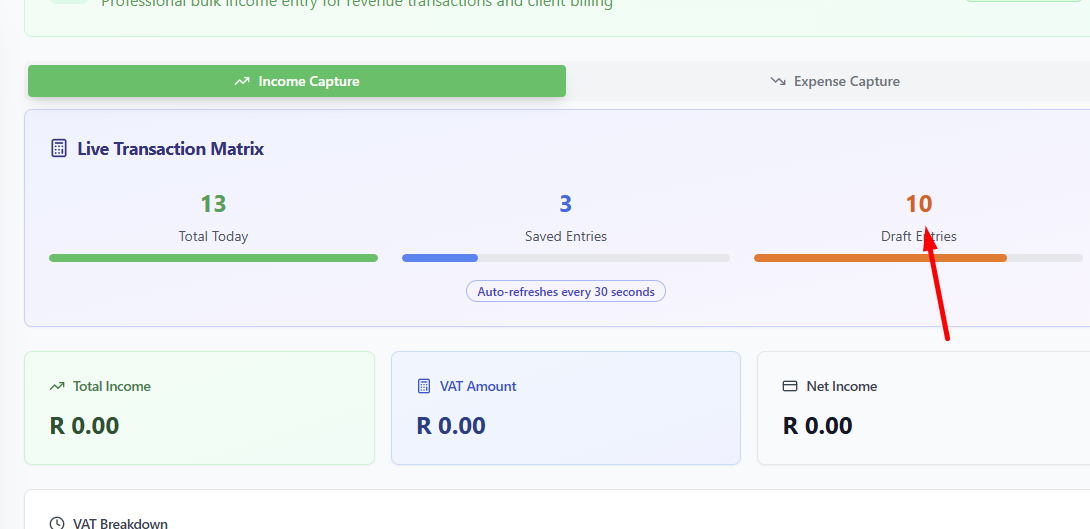 Professional bulk income entry for revenue transactions and client billing
Income Capture
Expense Capture
Live Transaction Matrix
13
3
10
Total Today
Saved Entries
Draft Entries
Auto-refreshes every 30 seconds
Total Income
VAT Amount
Net Income
R 0.00
R 0.00
R 0.00
VAT Breakdown